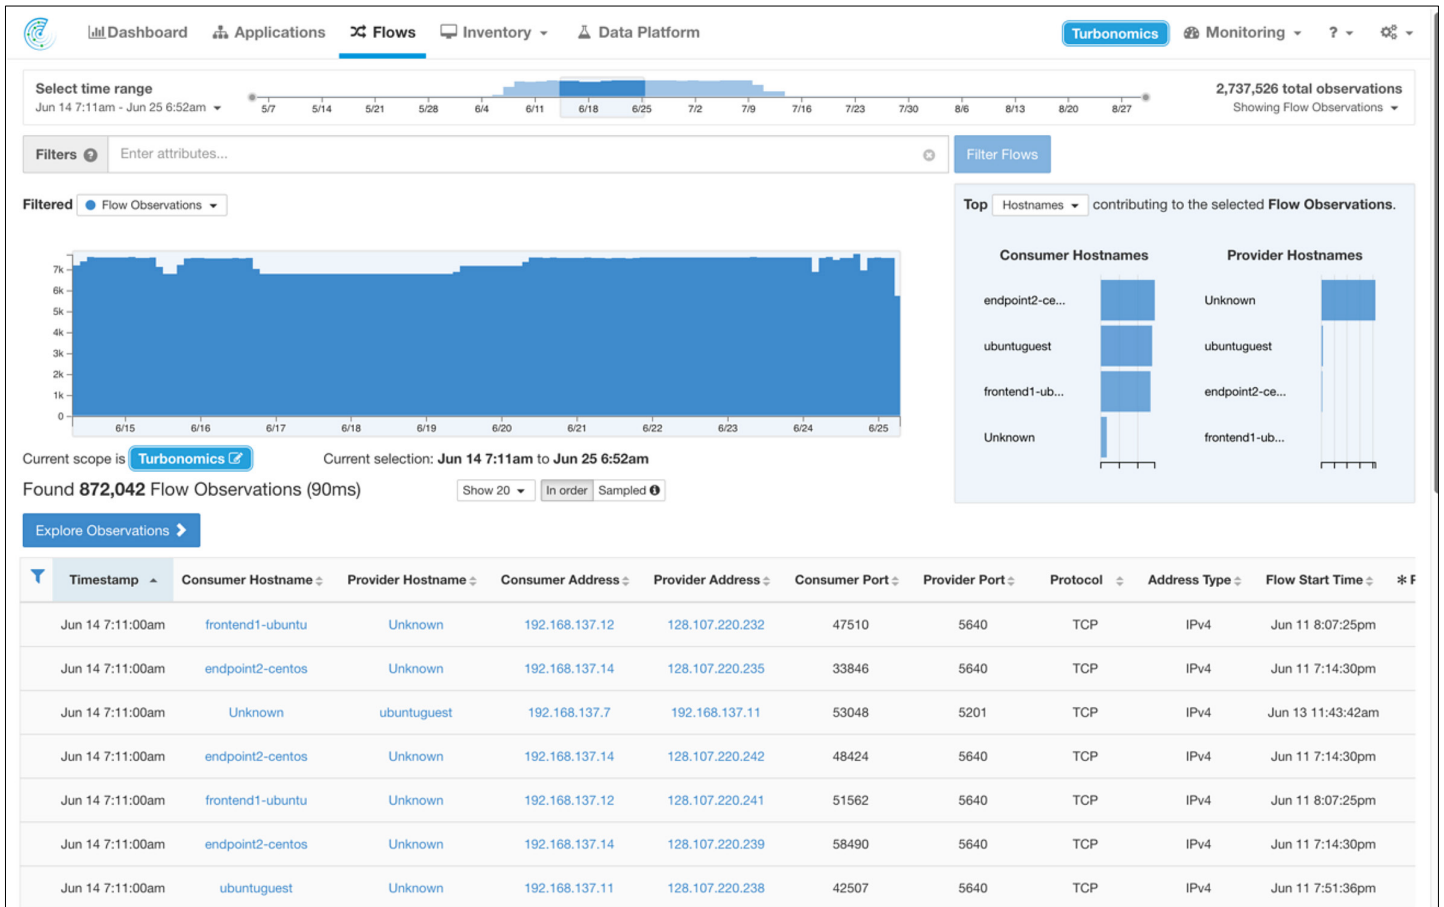 Dashboard Applications Flows Inventory Data Platform Turbonomics Monitoring ?
Select time range
Jun 14 7:11am - Jun 25 6:52am
5/7 5/14 5/21 5/28 6/4 6/11 6/18 6/25 7/2 7/9 7/16 7/23 7/30 8/6 8/13 8/20 8/27
2,737,526 total observations
Showing Flow Observations
Filters ? Enter attributes... Filter Flows
Filtered Flow Observations
7k
6k
5k
4k
3k
2k
1k
0
6/15 6/16 6/17 6/18 6/19 6/20 6/21 6/22 6/23 6/24 6/25
Top Hostnames contributing to the selected Flow Observations.
Consumer Hostnames Provider Hostnames
endpoint2-ce... Unknown
ubuntuguest ubuntuguest
frontend1-ub... endpoint2-ce...
Unknown frontend1-ub...
Current scope is Turbonomics Current selection: Jun 14 7:11am to Jun 25 6:52am
Found 872,042 Flow Observations (90ms) Show 20 In order Sampled
Explore Observations
Timestamp Consumer Hostname Provider Hostname Consumer Address Provider Address Consumer Port Provider Port Protocol Address Type Flow Start Time
Jun 14 7:11:00am frontend1-ubuntu Unknown 192.168.137.12 128.107.220.232 47510 5640 TCP IPv4 Jun 11 8:07:25pm
Jun 14 7:11:00am endpoint2-centos Unknown 192.168.137.14 128.107.220.235 33846 5640 TCP IPv4 Jun 11 7:14:30pm
Jun 14 7:11:00am Unknown ubuntuguest 192.168.137.7 192.168.137.11 53048 5201 TCP IPv4 Jun 13 11:43:42am
Jun 14 7:11:00am endpoint2-centos Unknown 192.168.137.14 128.107.220.242 48424 5640 TCP IPv4 Jun 11 7:14:30pm
Jun 14 7:11:00am frontend1-ubuntu Unknown 192.168.137.12 128.107.220.241 51562 5640 TCP IPv4 Jun 11 8:07:25pm
Jun 14 7:11:00am endpoint2-centos Unknown 192.168.137.14 128.107.220.239 58490 5640 TCP IPv4 Jun 11 7:14:30pm
Jun 14 7:11:00am ubuntuguest Unknown 192.168.137.11 128.107.220.238 42507 5640 TCP IPv4 Jun 11 7:51:36pm